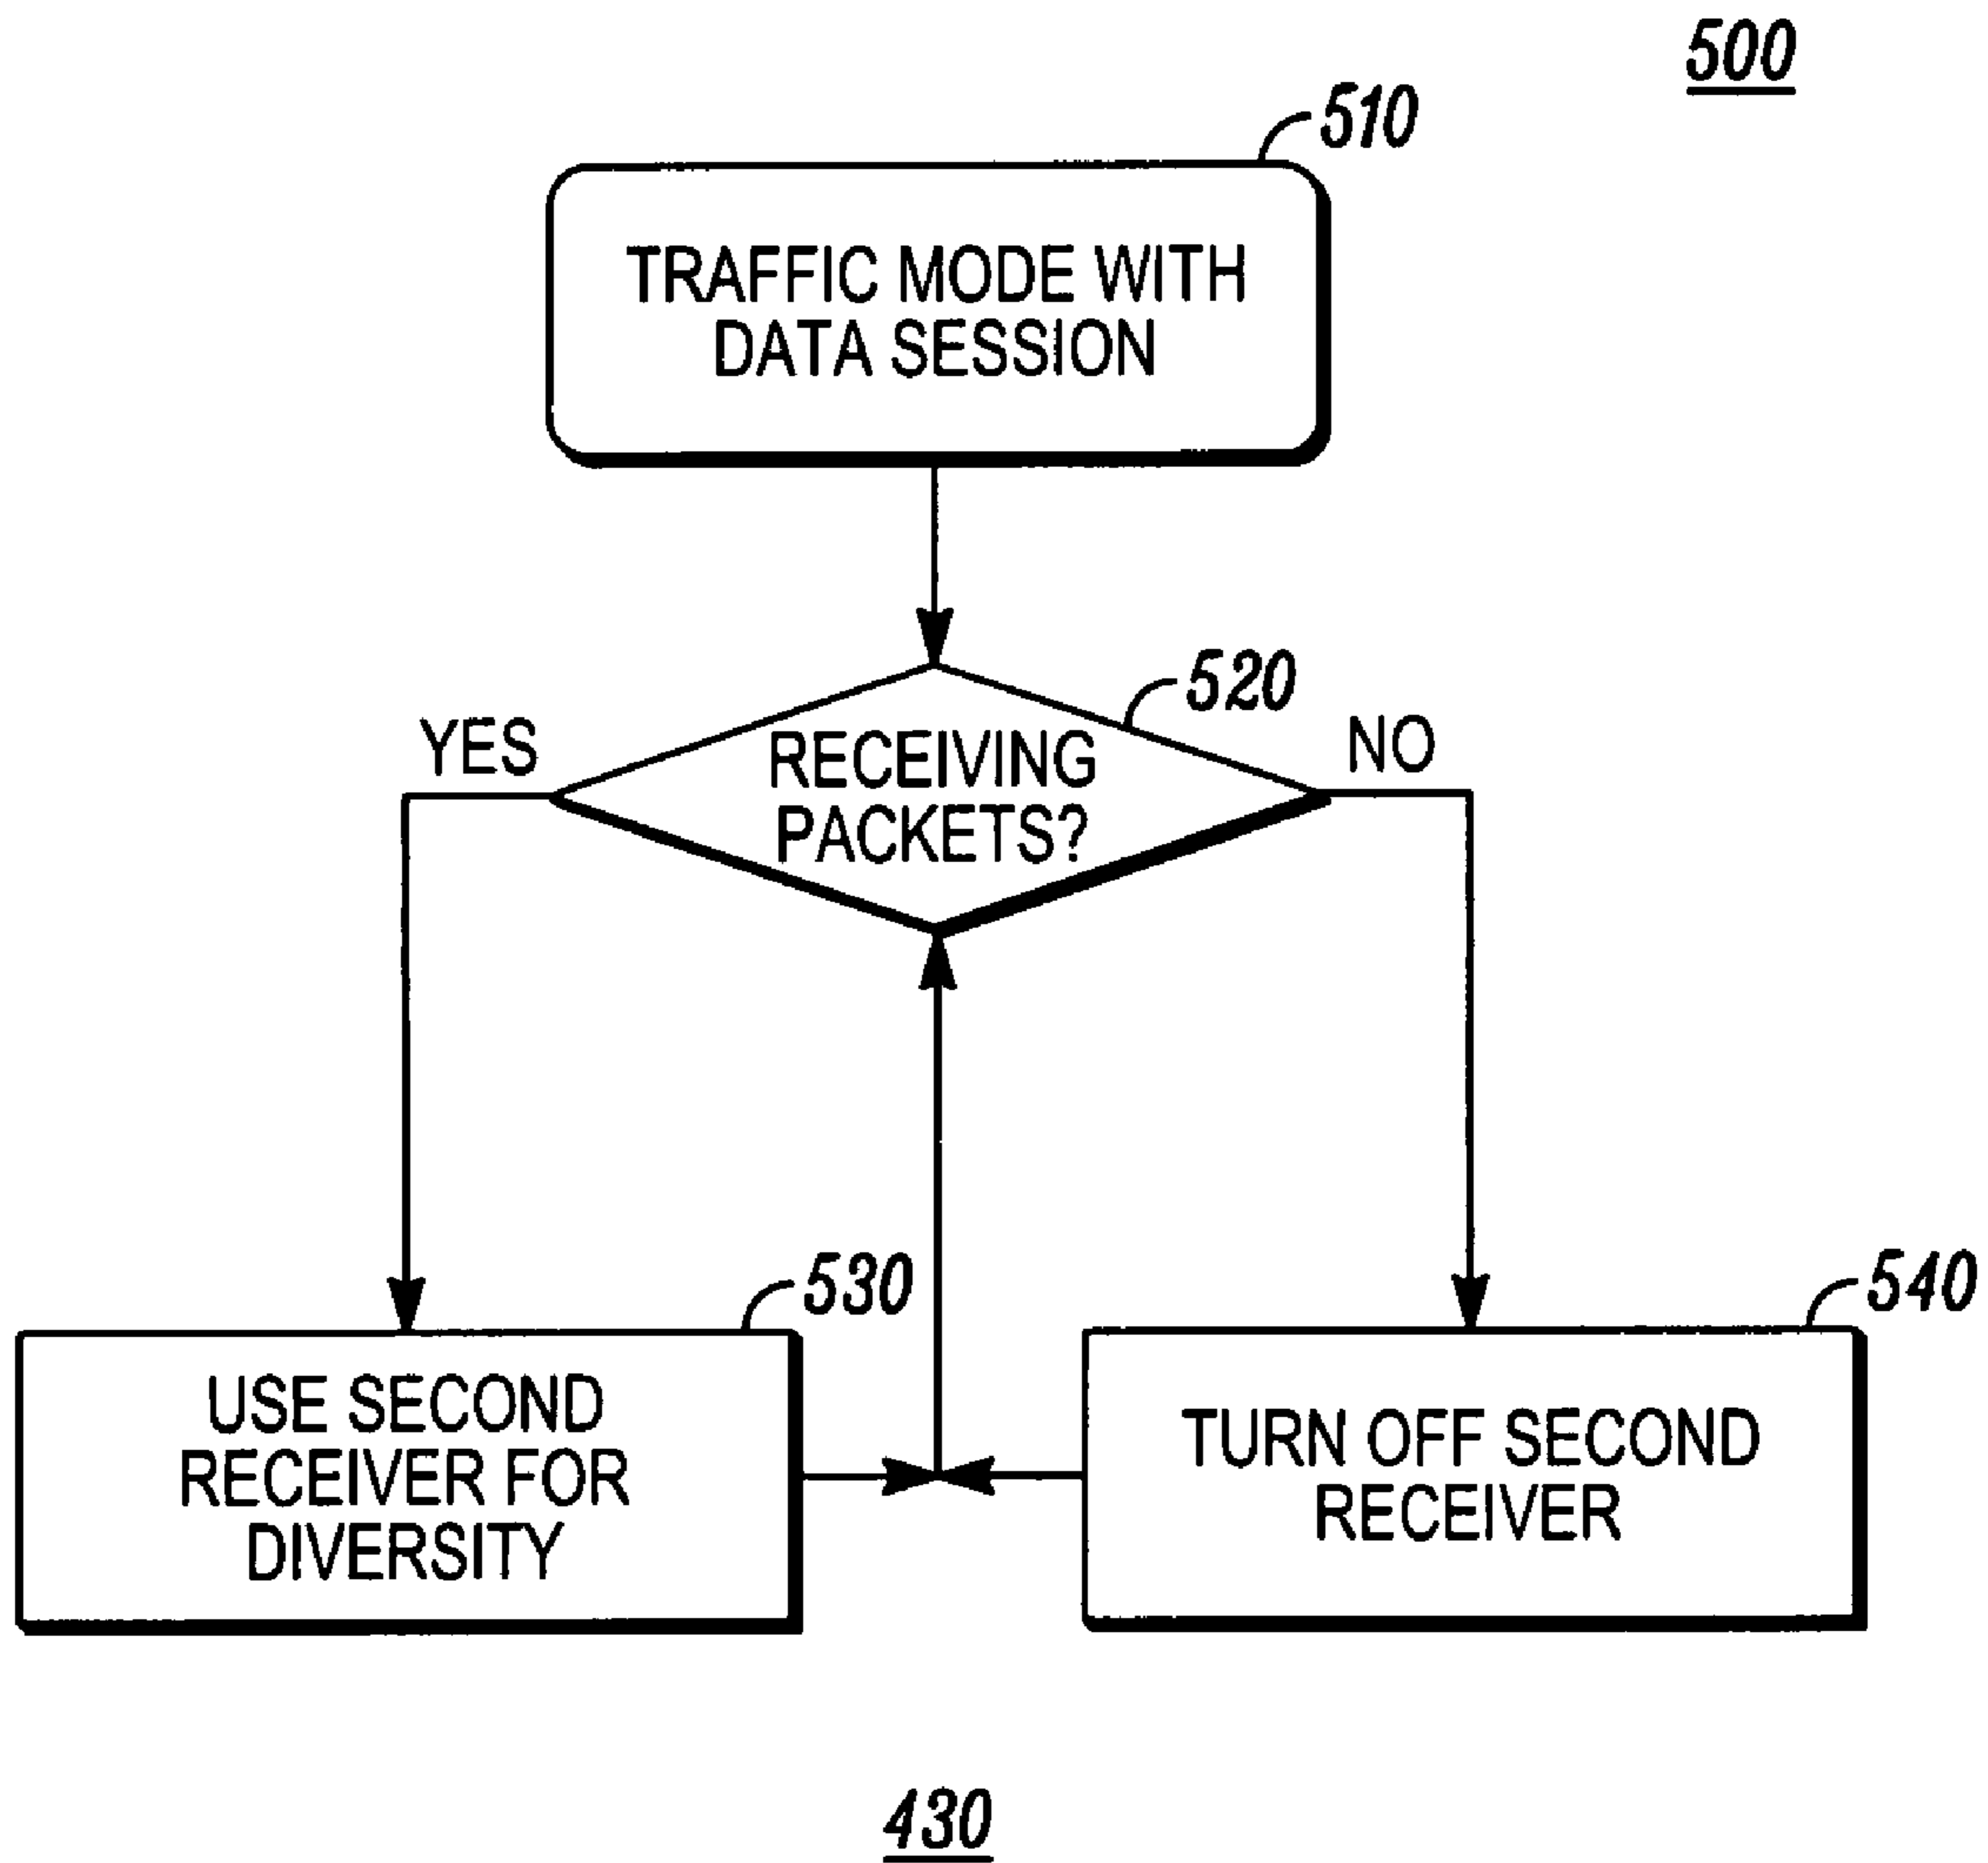 500
510
TRAFFIC MODE WITH
DATA SESSION
520
YES
RECEIVING
PACKETS?
NO
530
540
USE SECOND
RECEIVER FOR
DIVERSITY
TURN OFF SECOND
RECEIVER
430